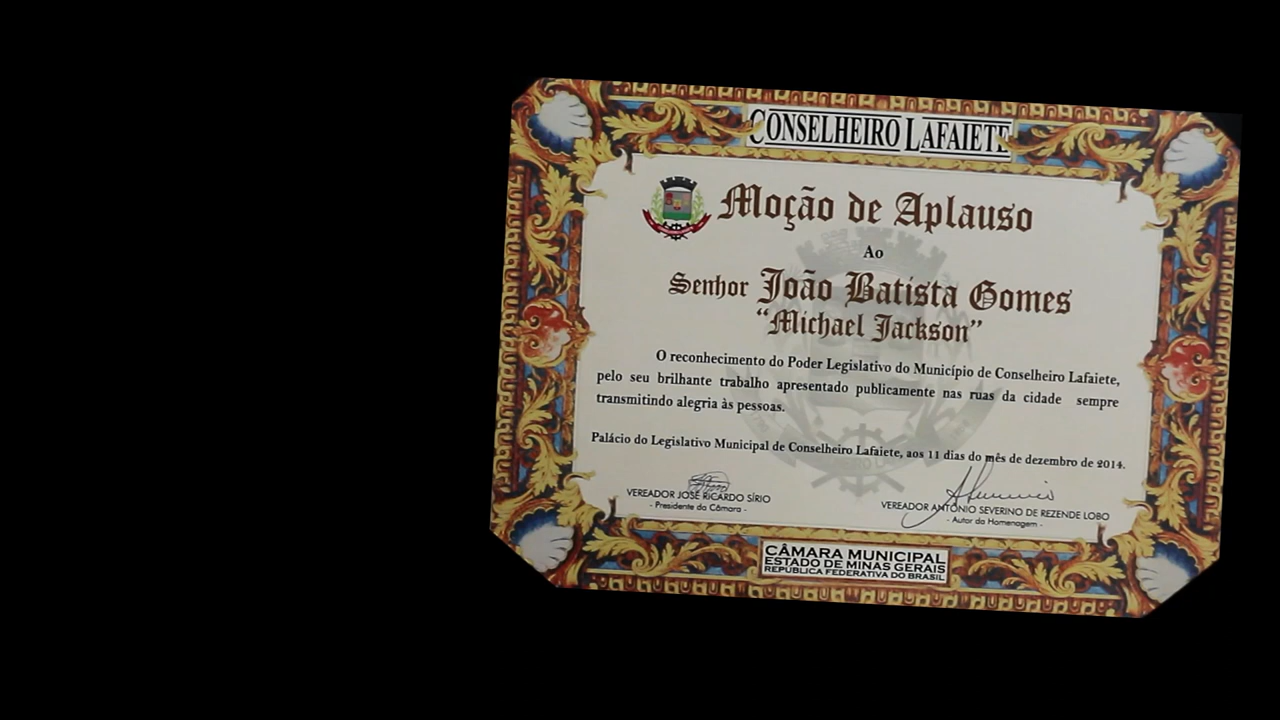 CONSELHEIRO LAFAIETE
Moção de Aplauso
Ao
Senhor João Batista Gomes
“Michael Jackson”
O reconhecimento do Poder Legislativo do Município de Conselheiro Lafaiete,
pelo seu brilhante trabalho apresentado publicamente nas ruas da cidade sempre
transmitindo alegria às pessoas.
Palácio do Legislativo Municipal de Conselheiro Lafaiete, aos 11 dias do mês de dezembro de 2014.
VEREADOR JOSÉ RICARDO SÍRIO
- Presidente da Câmara -
VEREADOR ANTÔNIO SEVERINO DE REZENDE LOBO
- Autor da Homenagem -
CÂMARA MUNICIPAL
ESTADO DE MINAS GERAIS
REPÚBLICA FEDERATIVA DO BRASIL